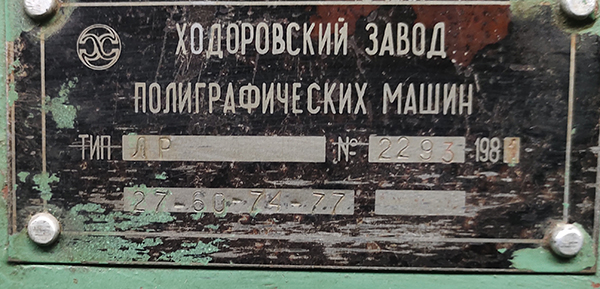 ХОДОРОВСКИЙ ЗАВОД
ПОЛИГРАФИЧЕСКИХ МАШИН
ТИП ЛР № 2293 1981
27-60-74-77